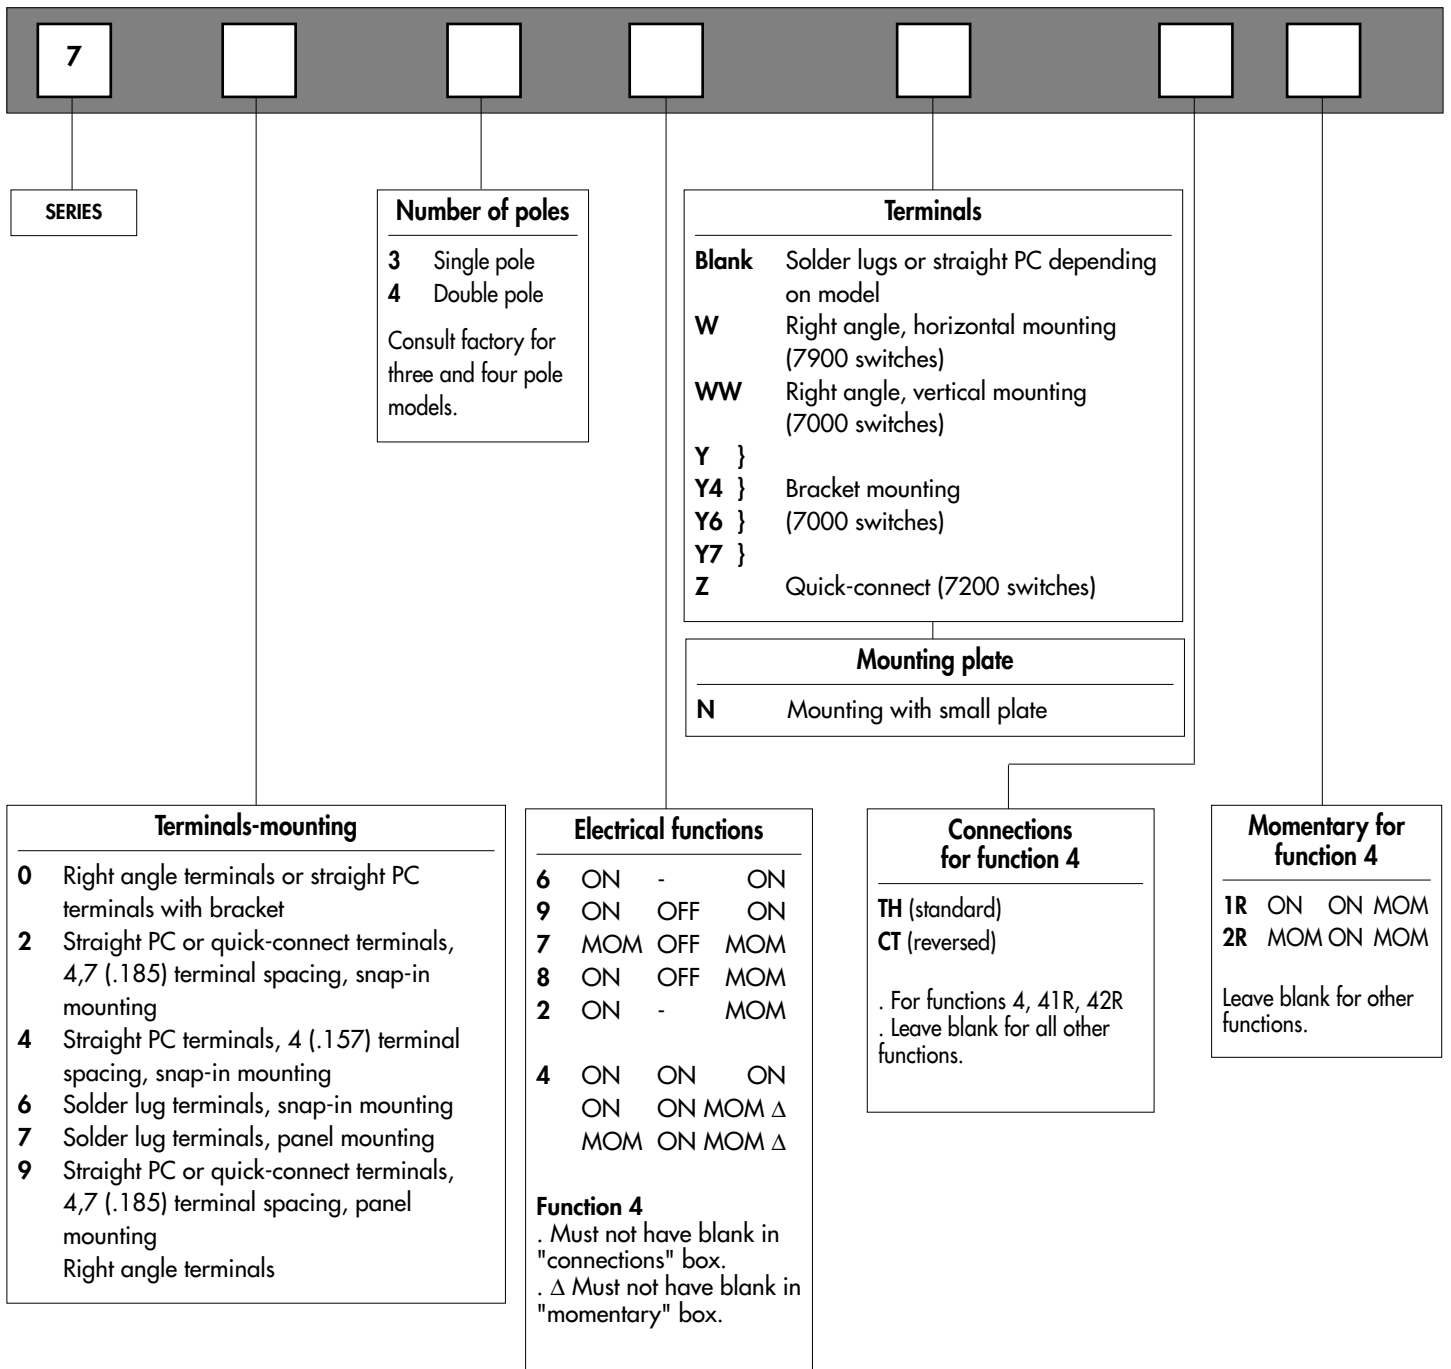 7
SERIES
Number of poles
3 Single pole
4 Double pole
Consult factory for
three and four pole
models.
Terminals
Blank Solder lugs or straight PC depending
on model
W Right angle, horizontal mounting
(7900 switches)
WW Right angle, vertical mounting
(7000 switches)
Y }
Y4 } Bracket mounting
Y6 } (7000 switches)
Y7 }
Z Quick-connect (7200 switches)
Mounting plate
N Mounting with small plate
Terminals-mounting
0 Right angle terminals or straight PC
terminals with bracket
2 Straight PC or quick-connect terminals,
4,7 (.185) terminal spacing, snap-in
mounting
4 Straight PC terminals, 4 (.157) terminal
spacing, snap-in mounting
6 Solder lug terminals, snap-in mounting
7 Solder lug terminals, panel mounting
9 Straight PC or quick-connect terminals,
4,7 (.185) terminal spacing, panel
mounting
Right angle terminals
Electrical functions
6 ON - ON
9 ON OFF ON
7 MOM OFF MOM
8 ON OFF MOM
2 ON - MOM
4 ON ON ON
ON ON MOM Δ
MOM ON MOM Δ
Function 4
. Must not have blank in
"connections" box.
. Δ Must not have blank in
"momentary" box.
Connections
for function 4
TH (standard)
CT (reversed)
. For functions 4, 41R, 42R
. Leave blank for all other
functions.
Momentary for
function 4
1R ON ON MOM
2R MOM ON MOM
Leave blank for other
functions.